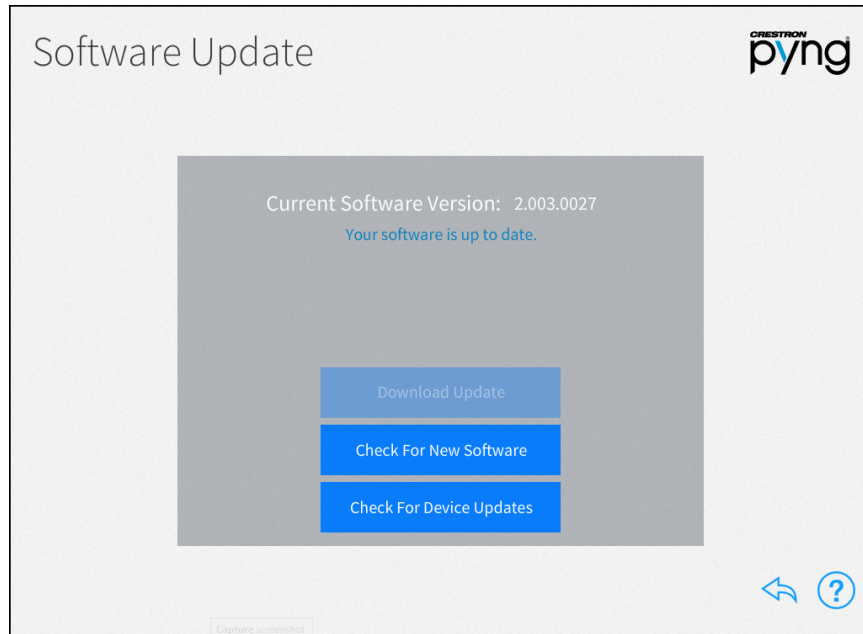 Software Update
CRESTRON
pyng
Current Software Version: 2.003.0027
Your software is up to date.
Download Update
Check For New Software
Check For Device Updates
?
Capture screenshot